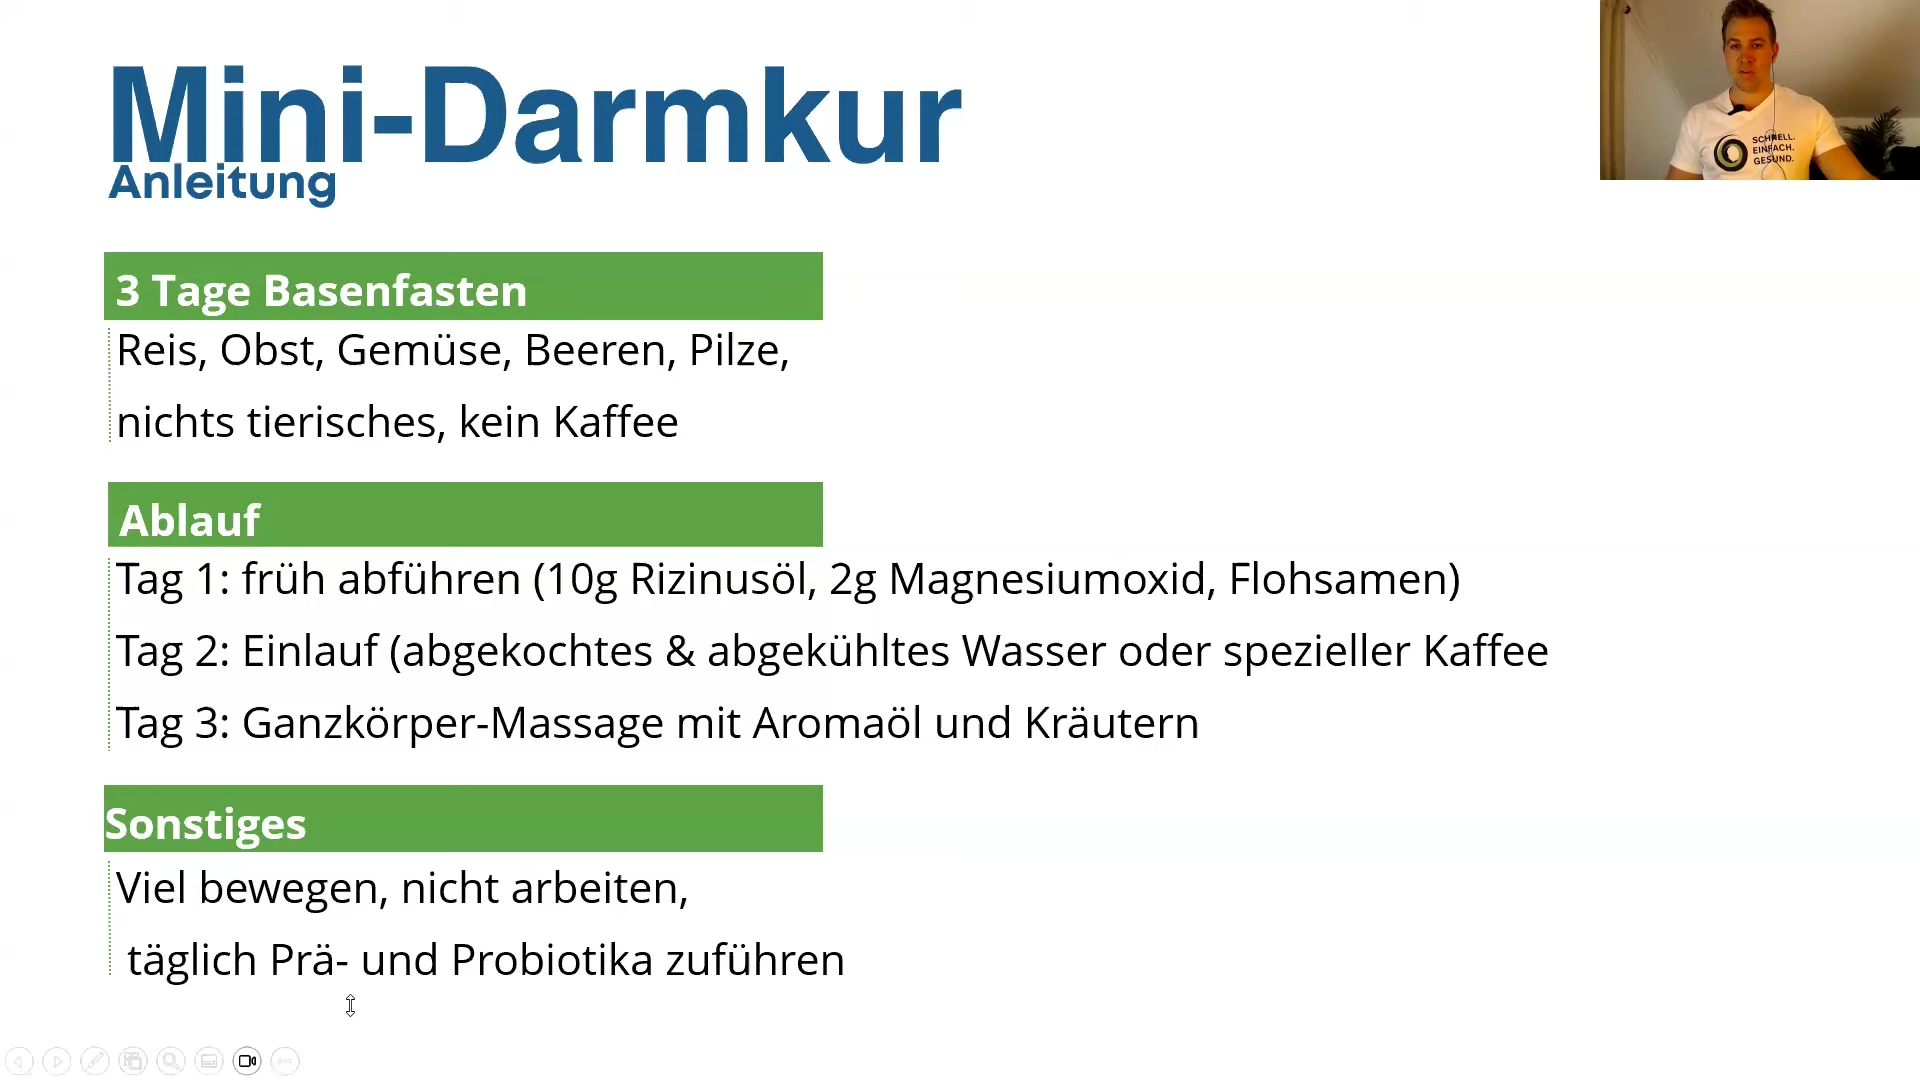 Mini-Darmkur
Anleitung
SCHNELL.
EINFACH.
GESUND.
3 Tage Basenfasten
Reis, Obst, Gemüse, Beeren, Pilze,
nichts tierisches, kein Kaffee
Ablauf
Tag 1: früh abführen (10g Rizinusöl, 2g Magnesiumoxid, Flohsamen)
Tag 2: Einlauf (abgekochtes & abgekühltes Wasser oder spezieller Kaffee
Tag 3: Ganzkörper-Massage mit Aromaöl und Kräutern
Sonstiges
Viel bewegen, nicht arbeiten,
täglich Prä- und Probiotika zuführen